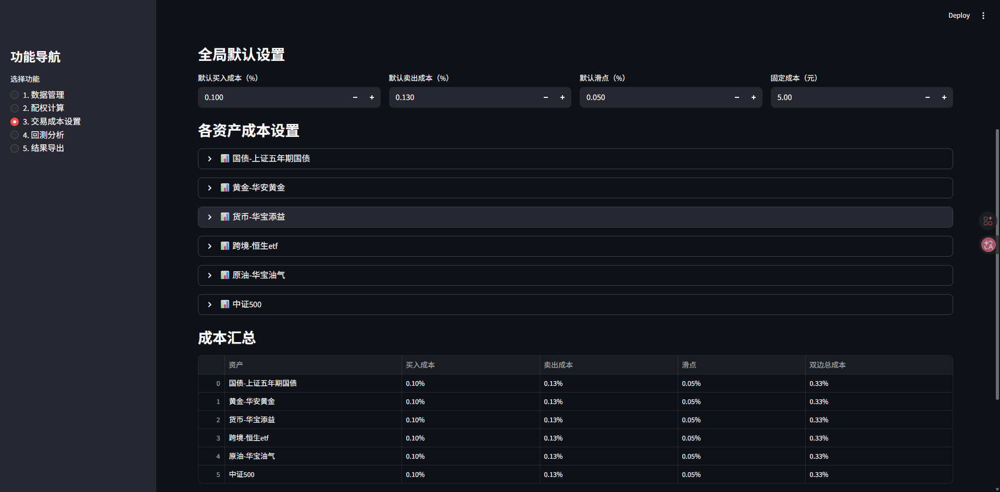 Deploy
功能导航
选择功能
1. 数据管理
2. 配权计算
3. 交易成本设置
4. 回测分析
5. 结果导出
全局默认设置
默认买入成本（%） 默认卖出成本（%） 默认滑点（%） 固定成本（元）
0.100 0.130 0.050 5.00
各资产成本设置
国债-上证五年期国债
黄金-华安黄金
货币-华宝添益
跨境-恒生etf
原油-华宝油气
中证500
成本汇总
资产 买入成本 卖出成本 滑点 双边总成本
0 国债-上证五年期国债 0.10% 0.13% 0.05% 0.33%
1 黄金-华安黄金 0.10% 0.13% 0.05% 0.33%
2 货币-华宝添益 0.10% 0.13% 0.05% 0.33%
3 跨境-恒生etf 0.10% 0.13% 0.05% 0.33%
4 原油-华宝油气 0.10% 0.13% 0.05% 0.33%
5 中证500 0.10% 0.13% 0.05% 0.33%